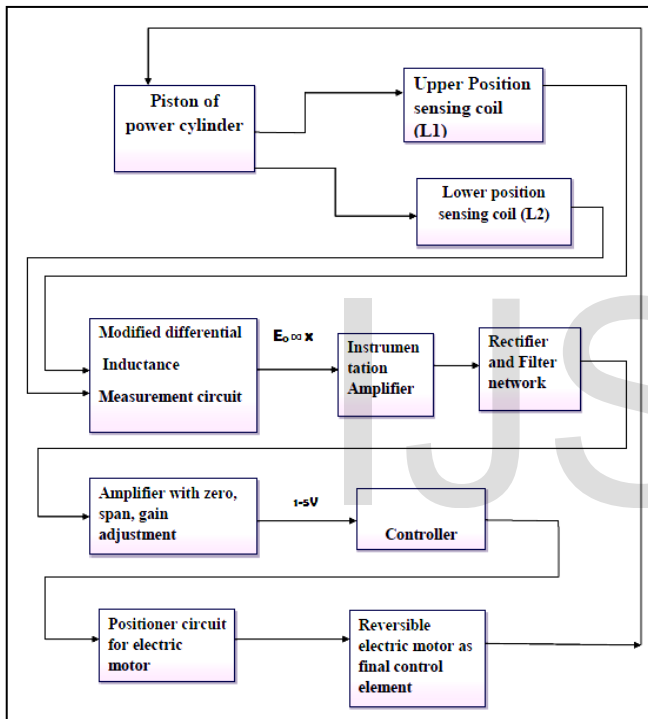 Piston of
power cylinder
Upper Position
sensing coil
(L1)
Lower position
sensing coil (L2)
Modified differential
Inductance
Measurement circuit
E₀ ∞ x
Instrumen
tation
Amplifier
Rectifier
and Filter
network
Amplifier with zero,
span, gain
adjustment
1-5V
Controller
Positioner circuit
for electric
motor
Reversible
electric motor as
final control
element
IJS